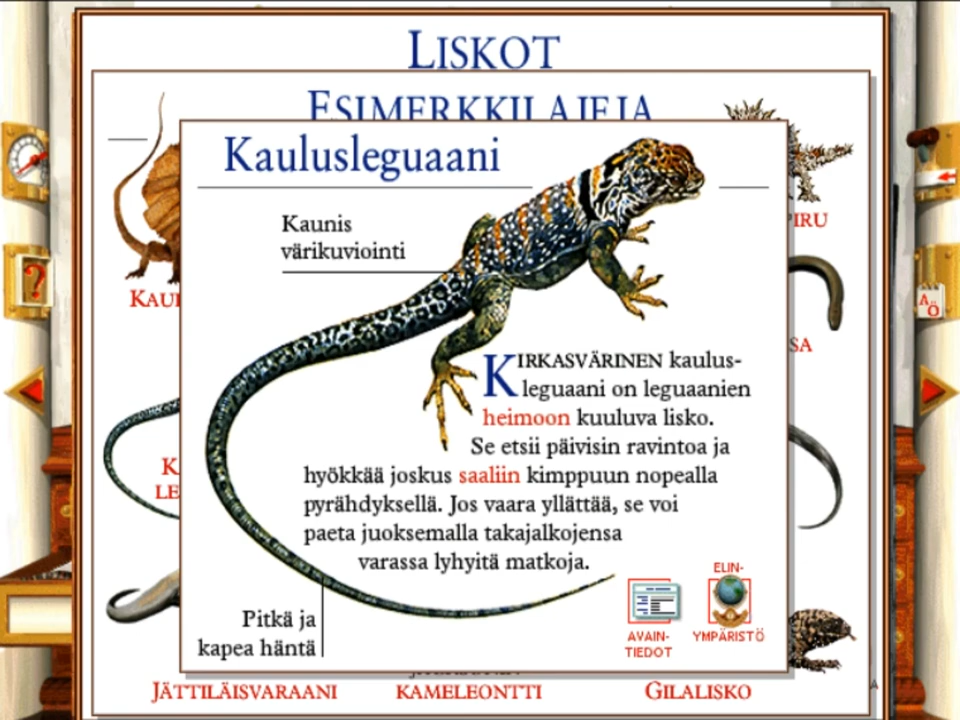 LISKOT
ESIMERKKILAJEJA
Kaulusleguaani
Kaunis
värikuviointi
KIRKASVÄRINEN kaulus-
leguaani on leguaanien
heimoon kuuluva lisko.
Se etsii päivisin ravintoa ja
hyökkää joskus saaliin kimppuun nopealla
pyrähdyksellä. Jos vaara yllättää, se voi
paeta juoksemalla takajalkojensa
varassa lyhyitä matkoja.
Pitkä ja
kapea häntä
AVAIN-
TIEDOT
ELIN-
YMPÄRISTÖ
JÄTTILÄISVARAANI
KAMELEONTTI
GILALISKO
?
A
Ö